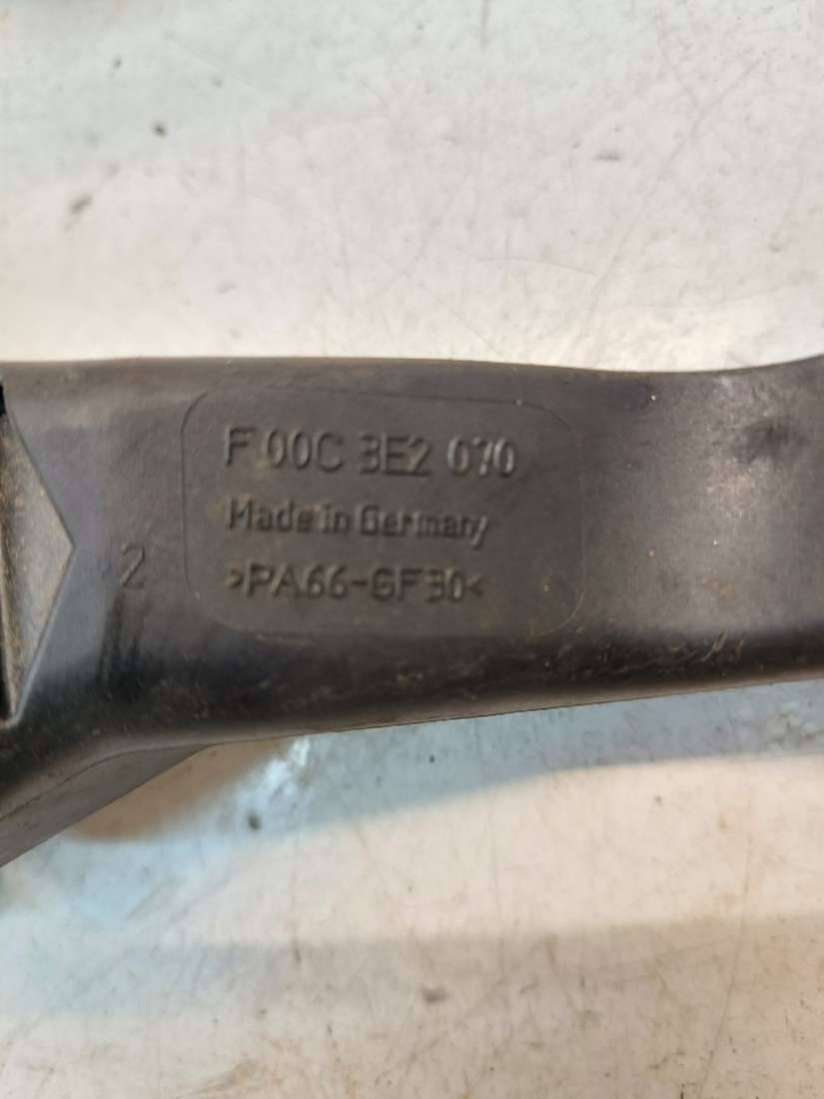 F 00C 3E2 070
Made in Germany
2
>PA66-GF30<